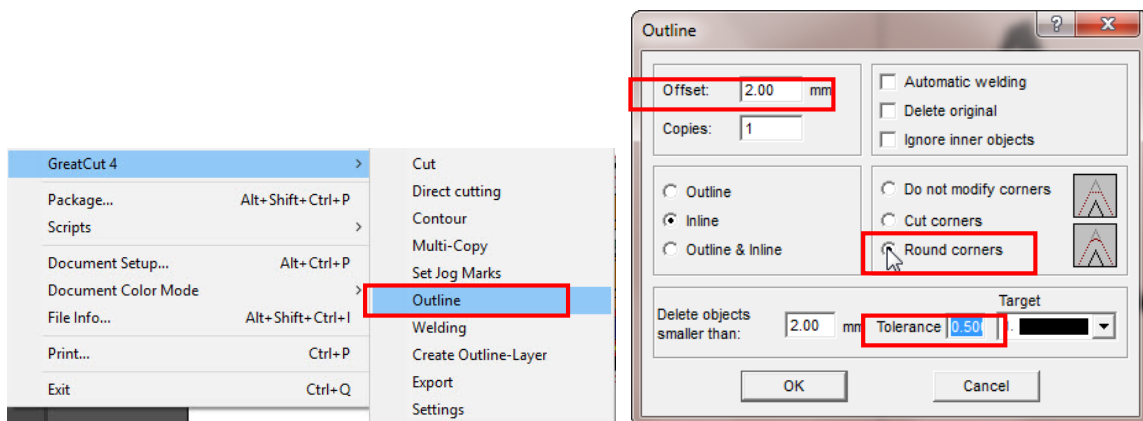 GreatCut 4 >
Package... Alt+Shift+Ctrl+P
Scripts >
Document Setup... Alt+Ctrl+P
Document Color Mode >
File Info... Alt+Shift+Ctrl+I
Print... Ctrl+P
Exit Ctrl+Q
Cut
Direct cutting
Contour
Multi-Copy
Set Jog Marks
Outline
Welding
Create Outline-Layer
Export
Settings
Outline
Offset: 2.00 mm
Copies: 1
Automatic welding
Delete original
Ignore inner objects
Outline
Inline
Outline & Inline
Do not modify corners
Cut corners
Round corners
Delete objects
smaller than: 2.00 mm
Tolerance 0.50
Target
OK Cancel